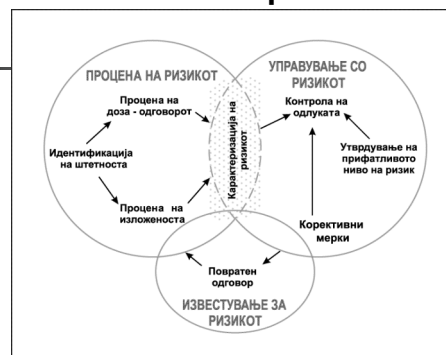 ПРОЦЕНА НА РИЗИКОТ
Процена на
доза - одговорот
Идентификација
на штетноста
Процена на
изложеноста
Карактеризација на
ризикот
УПРАВУВАЊЕ СО
РИЗИКОТ
Контрола на
одлуката
Утврдување на
прифатливото
ниво на ризик
Корективни
мерки
Повратен
одговор
ИЗВЕСТУВАЊЕ ЗА
РИЗИКОТ